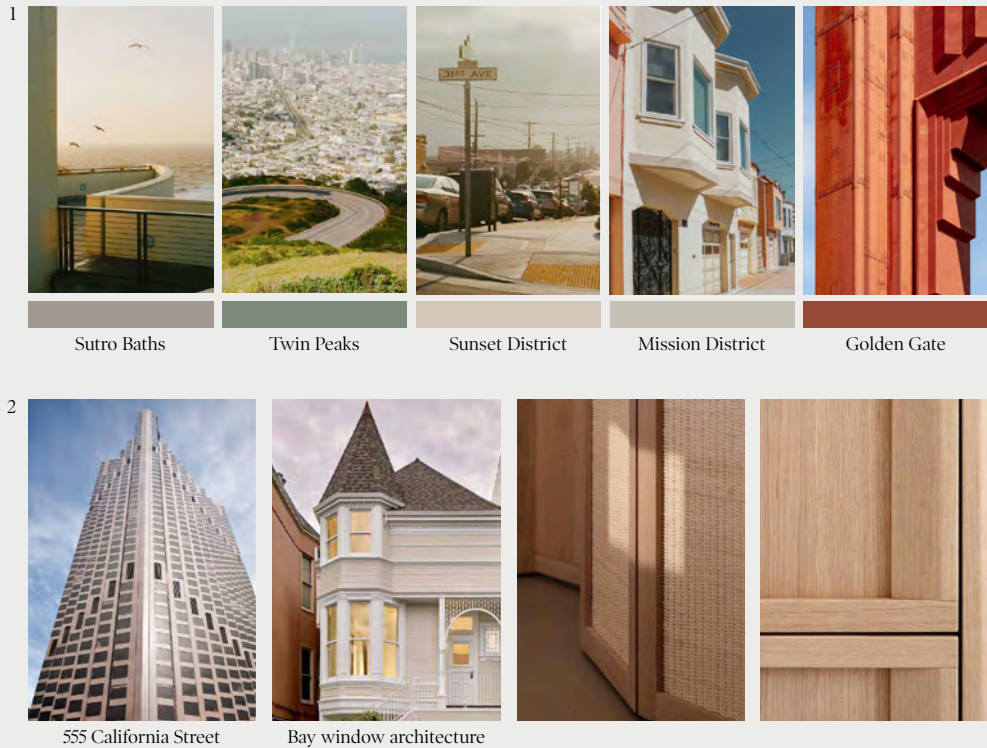 1
31ST AVE
Sutro Baths
Twin Peaks
Sunset District
Mission District
Golden Gate
2
555 California Street
Bay window architecture